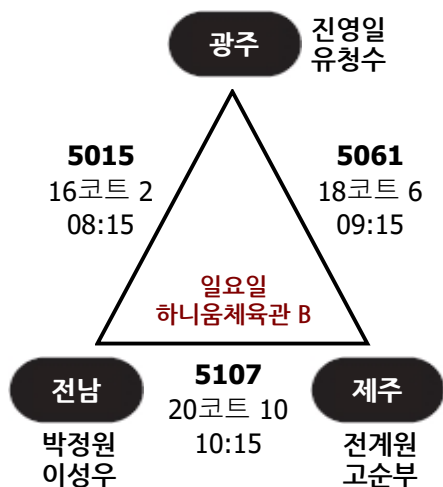 광주
진영일
유청수
5015
16코트 2
08:15
5061
18코트 6
09:15
일요일
하니움체육관 B
전남
박정원
이성우
5107
20코트 10
10:15
제주
전계원
고순부